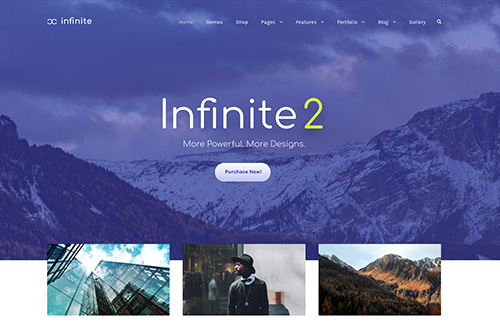 infinite
Home Demos Shop Pages Features Portfolio Blog Gallery
Infinite 2
More Powerful. More Designs.
Purchase Now!